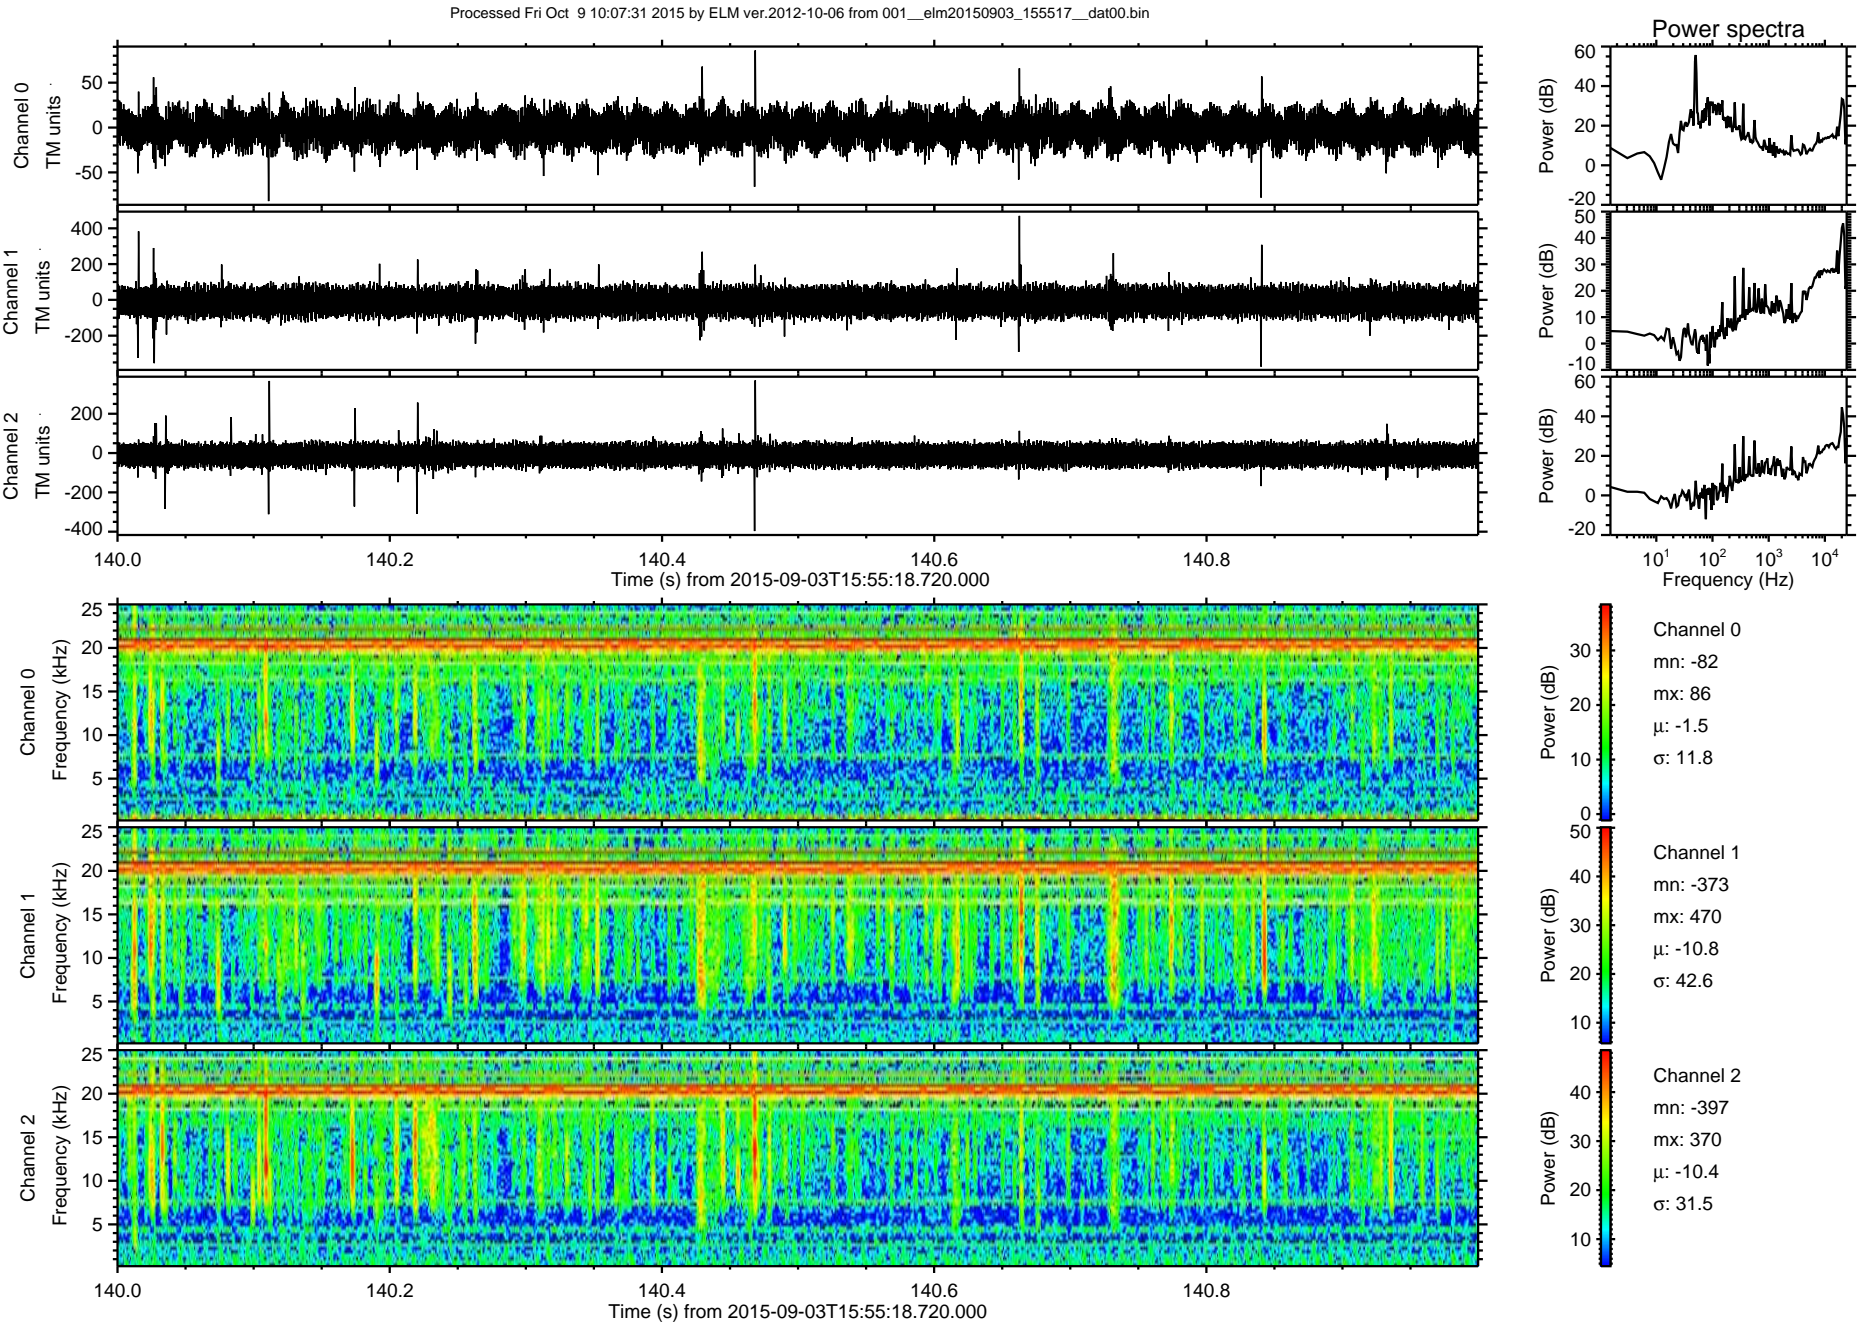 Processed Fri Oct  9 10:07:31 2015 by ELM ver.2012-10-06 from 001__elm20150903_155517__dat00.bin
Power spectra
Channel 0
TM units
50
0
-50
Power (dB)
60
40
20
0
-20
Channel 1
TM units
400
200
0
-200
Power (dB)
50
40
30
20
10
0
-10
Channel 2
TM units
200
0
-200
-400
Power (dB)
60
40
20
0
-20
140.0 140.2 140.4 140.6 140.8
Time (s) from 2015-09-03T15:55:18.720.000
10^1 10^2 10^3 10^4
Frequency (Hz)
Channel 0
Frequency (kHz)
25
20
15
10
5
Power (dB)
30
20
10
0
Channel 0
mn: -82
mx: 86
μ: -1.5
σ: 11.8
Channel 1
Frequency (kHz)
25
20
15
10
5
Power (dB)
50
40
30
20
10
Channel 1
mn: -373
mx: 470
μ: -10.8
σ: 42.6
Channel 2
Frequency (kHz)
25
20
15
10
5
Power (dB)
40
30
20
10
Channel 2
mn: -397
mx: 370
μ: -10.4
σ: 31.5
140.0 140.2 140.4 140.6 140.8
Time (s) from 2015-09-03T15:55:18.720.000